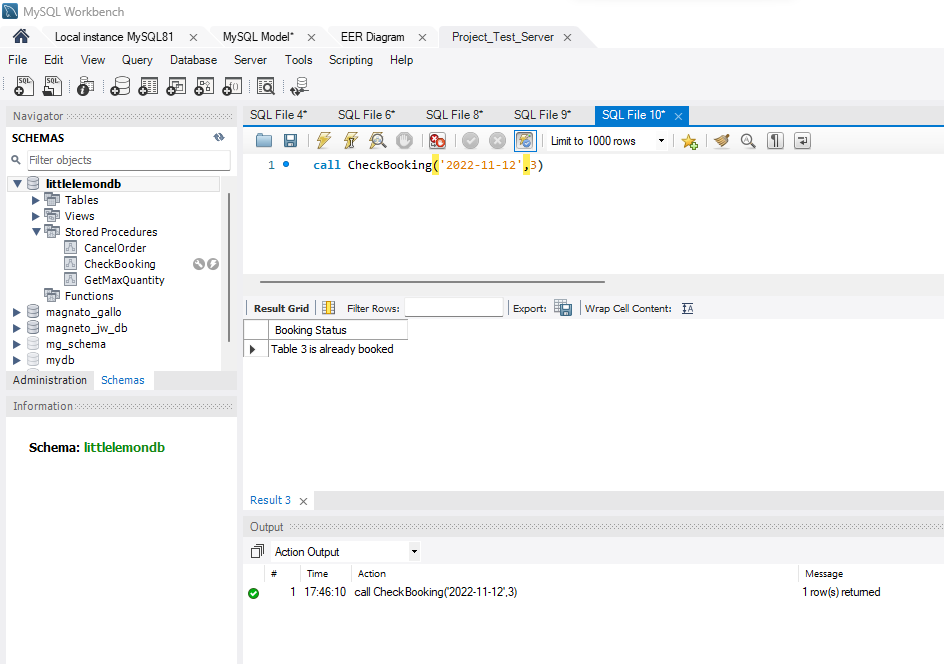 MySQL Workbench
Local instance MySQL81 MySQL Model* EER Diagram Project_Test_Server
File Edit View Query Database Server Tools Scripting Help
Navigator
SCHEMAS
Filter objects
littlelemondb
Tables
Views
Stored Procedures
CancelOrder
CheckBooking
GetMaxQuantity
Functions
magnato_gallo
magneto_jw_db
mg_schema
mydb
Administration Schemas
Information
Schema: littlelemondb
SQL File 4* SQL File 6* SQL File 8* SQL File 9* SQL File 10*
Limit to 1000 rows
1 call CheckBooking('2022-11-12',3)
Result Grid Filter Rows: Export: Wrap Cell Content:
Booking Status
Table 3 is already booked
Result 3
Output
Action Output
# Time Action Message
1 17:46:10 call CheckBooking('2022-11-12',3) 1 row(s) returned